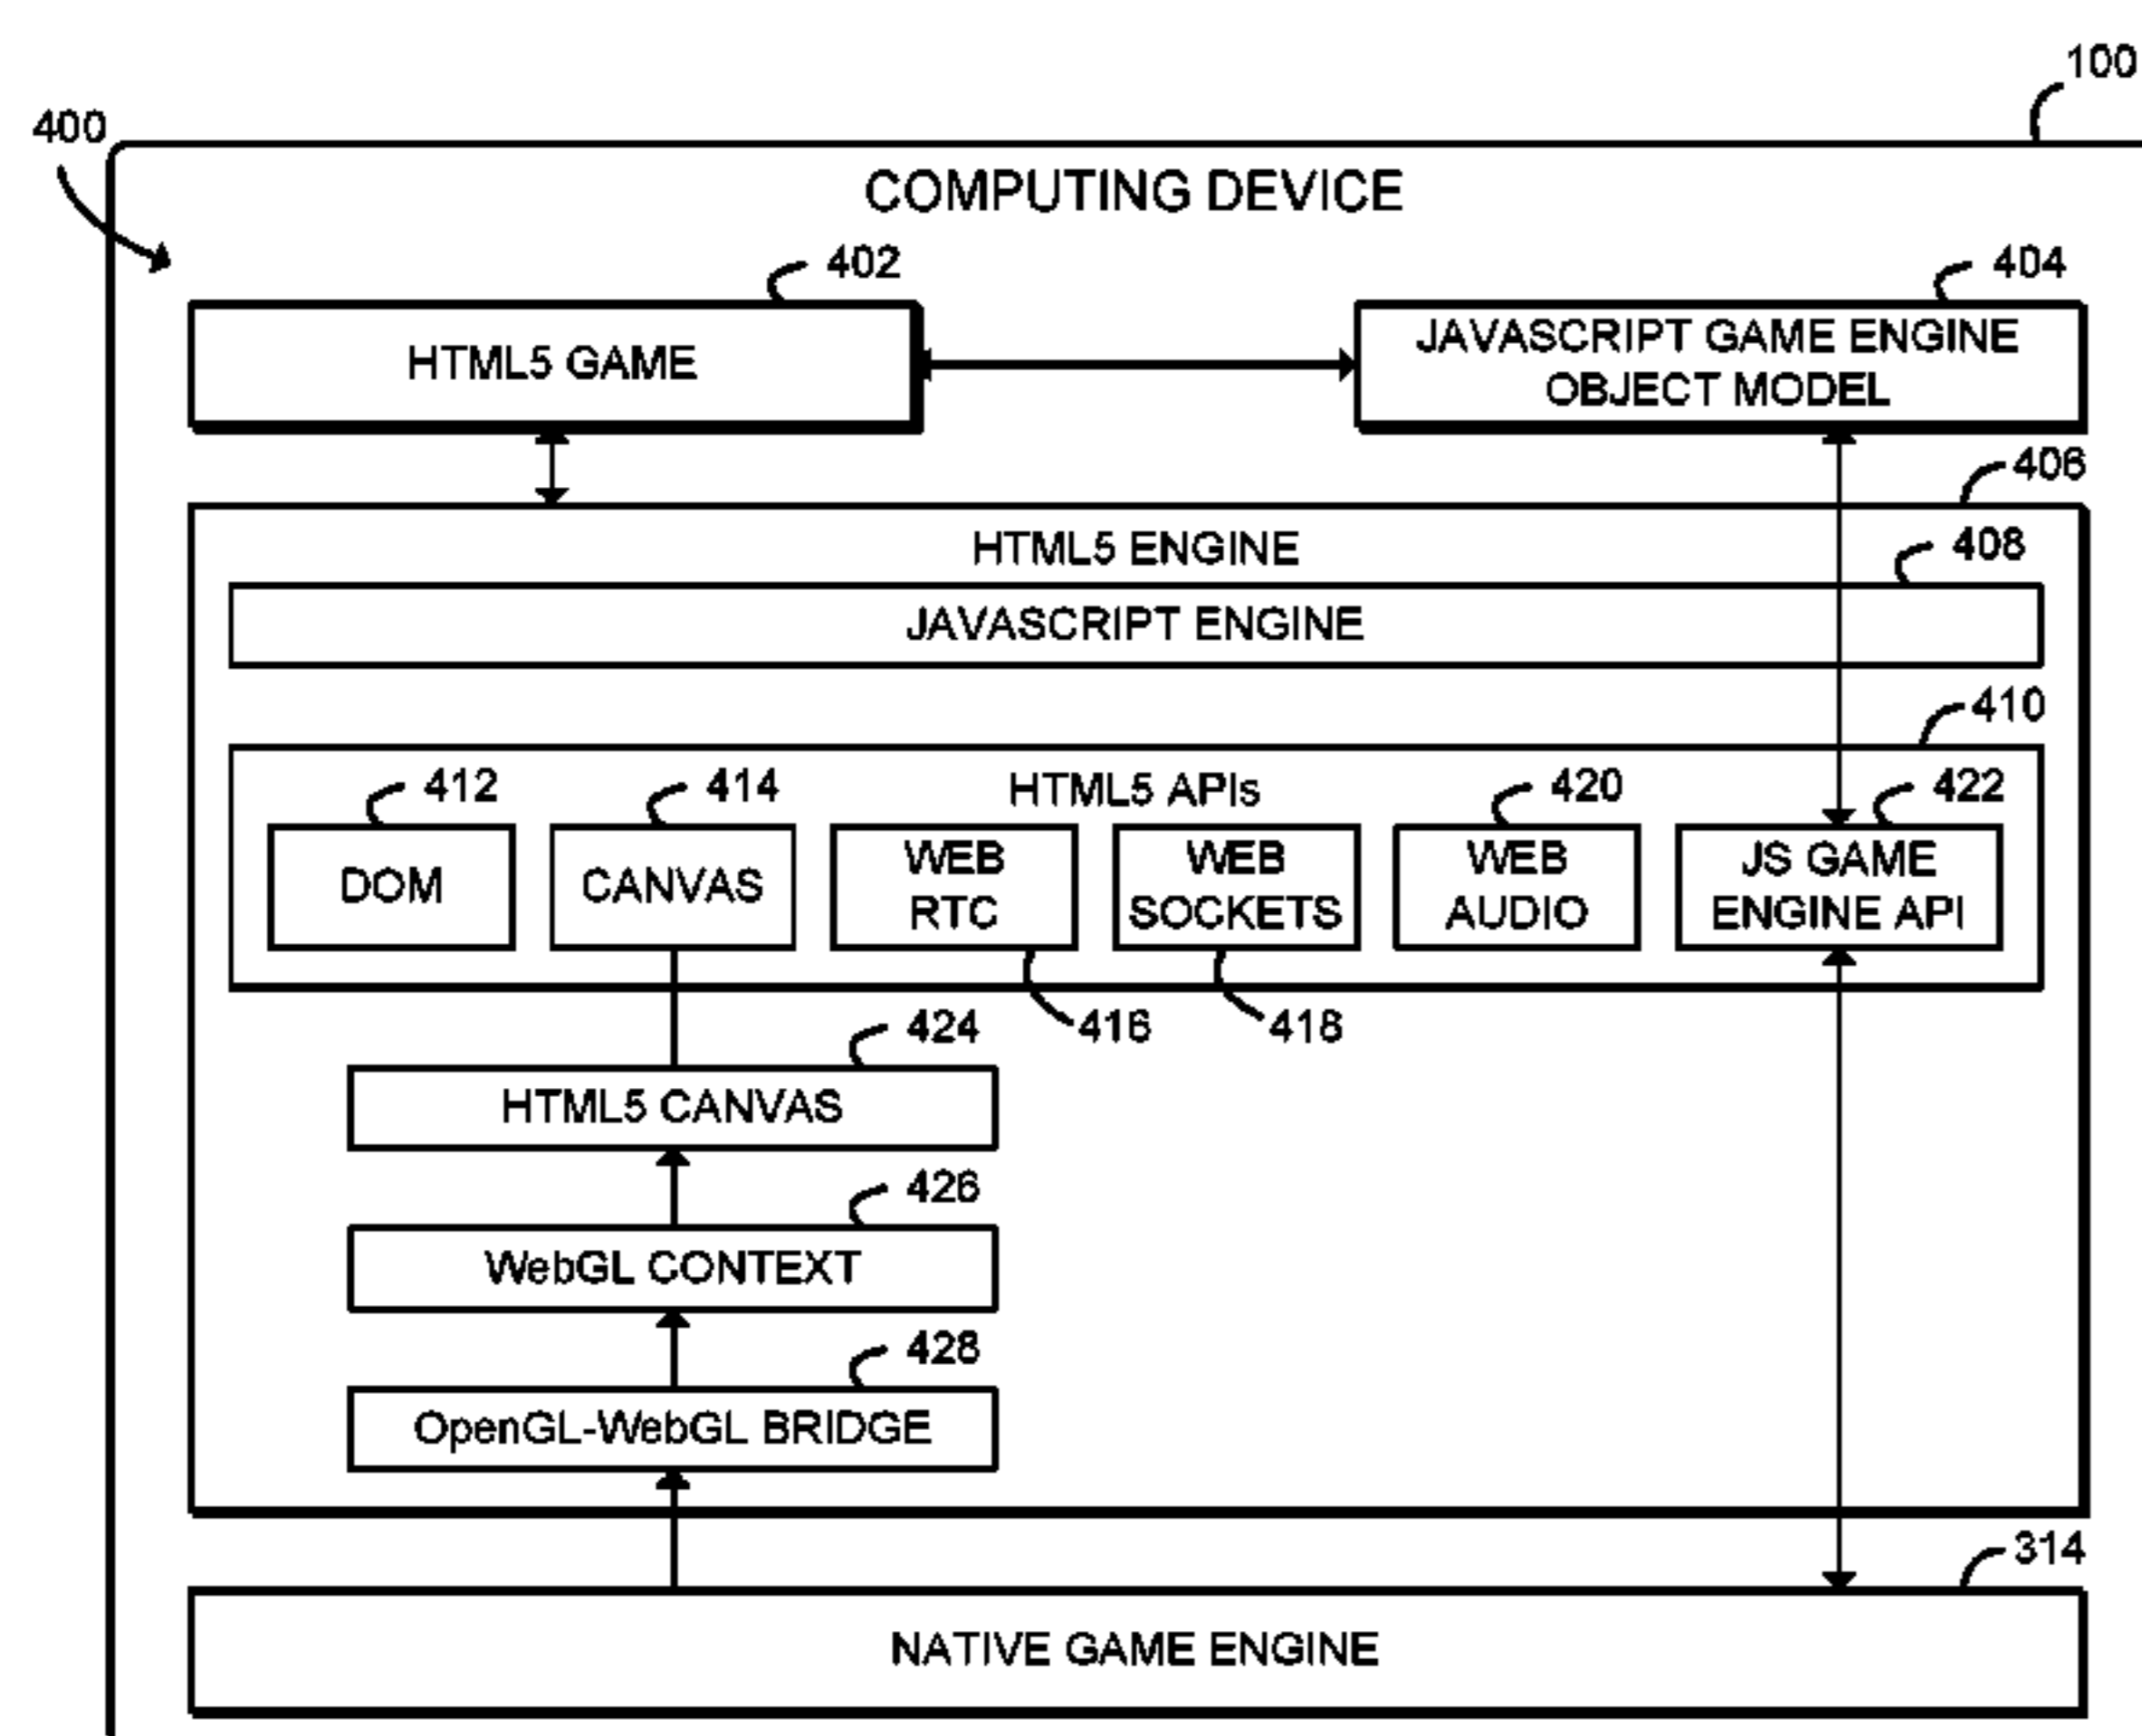 100
400
COMPUTING DEVICE
402
404
HTML5 GAME
JAVASCRIPT GAME ENGINE
OBJECT MODEL
406
HTML5 ENGINE
408
JAVASCRIPT ENGINE
410
HTML5 APIs
412
414
420
422
DOM
CANVAS
WEB
RTC
WEB
SOCKETS
WEB
AUDIO
JS GAME
ENGINE API
416
418
424
HTML5 CANVAS
426
WebGL CONTEXT
428
OpenGL-WebGL BRIDGE
314
NATIVE GAME ENGINE